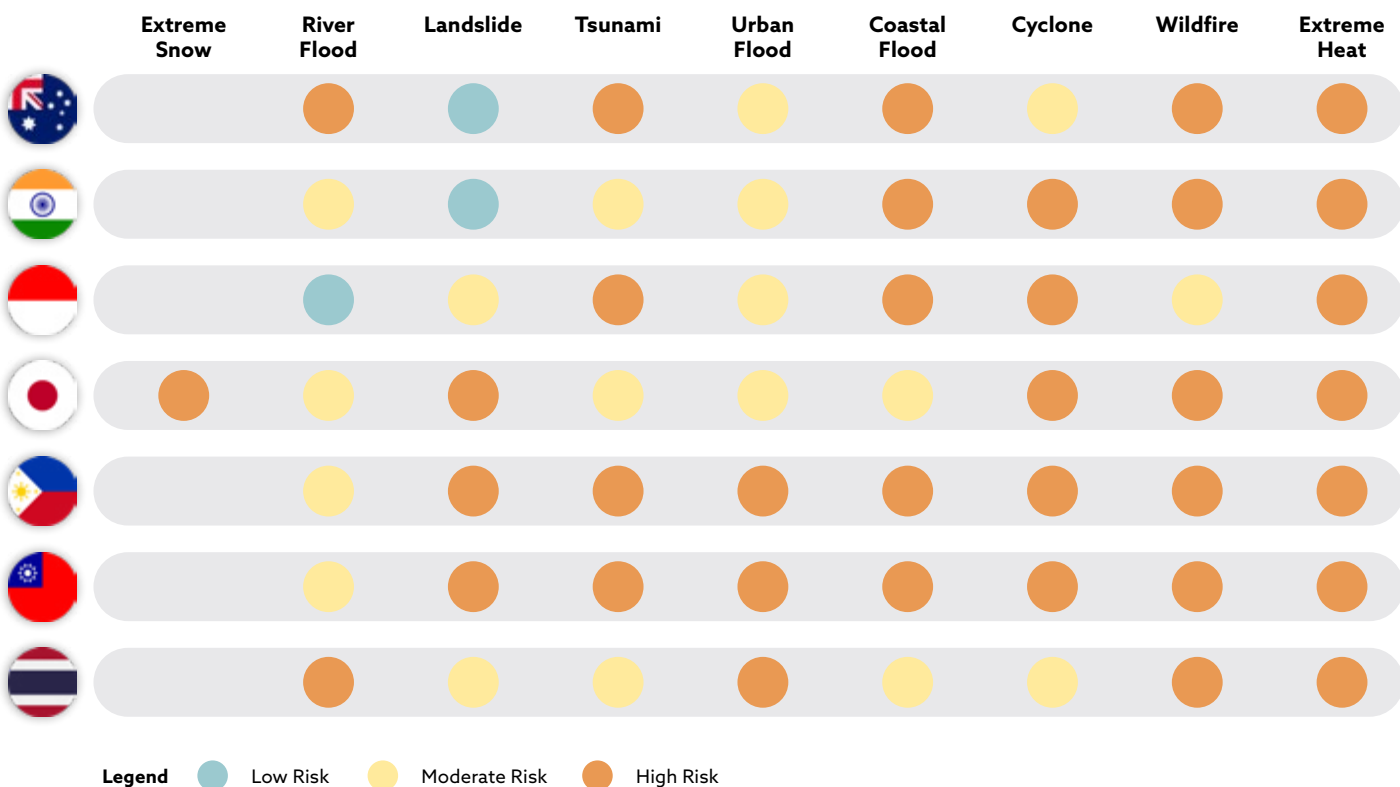 Extreme Snow
River Flood
Landslide
Tsunami
Urban Flood
Coastal Flood
Cyclone
Wildfire
Extreme Heat
Legend
Low Risk
Moderate Risk
High Risk